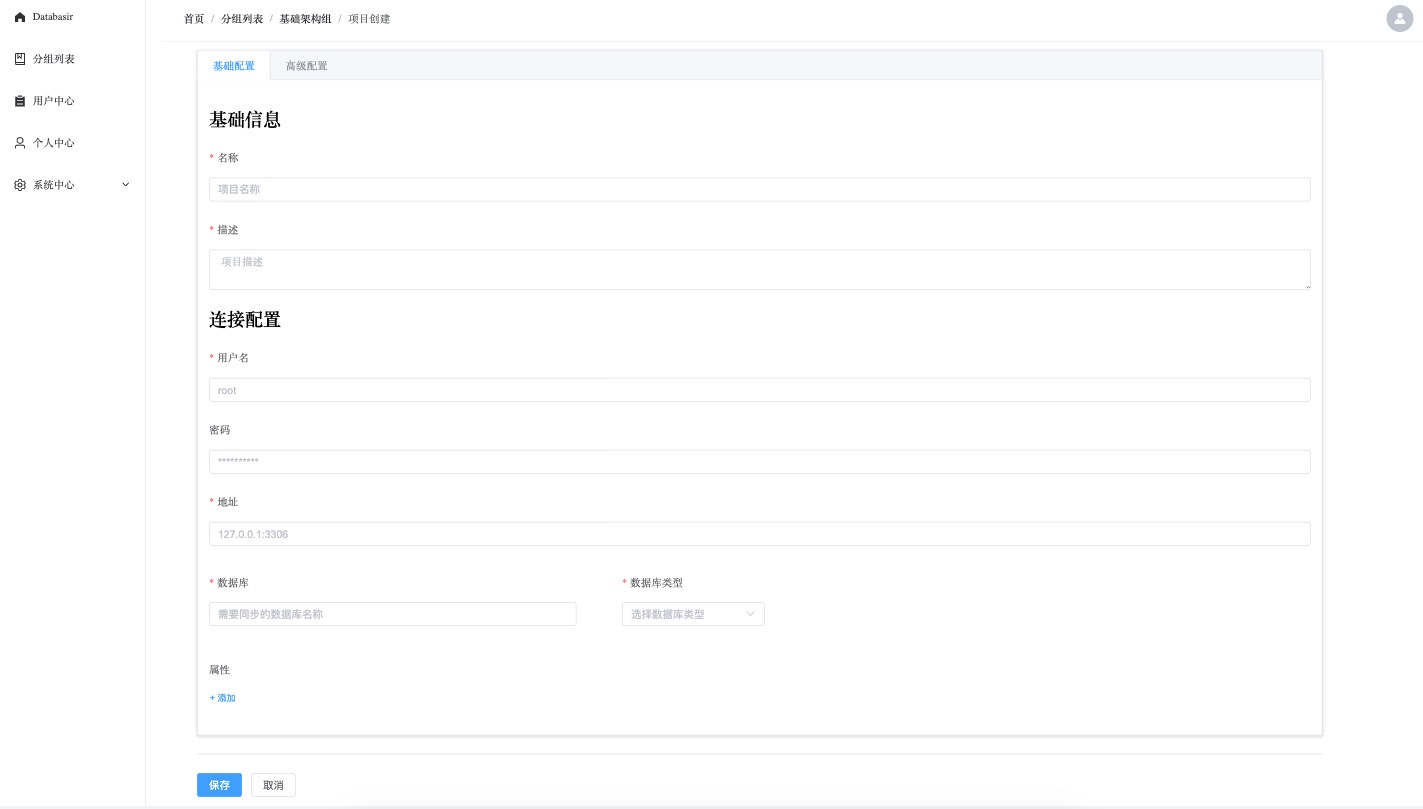 Databasir
分组列表
用户中心
个人中心
系统中心
首页 / 分组列表 / 基础架构组 / 项目创建
基础配置 高级配置
基础信息
* 名称
项目名称
* 描述
项目描述
连接配置
* 用户名
root
密码
**********
* 地址
127.0.0.1:3306
* 数据库 * 数据库类型
需要同步的数据库名称 选择数据库类型
属性
+ 添加
保存 取消